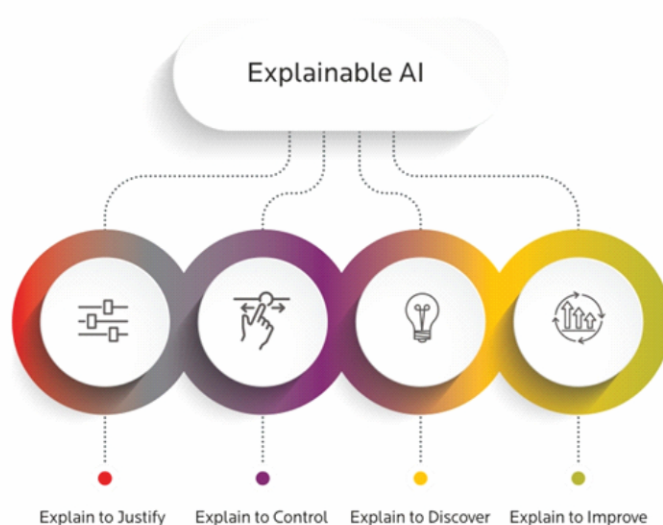 Explainable AI
Explain to Justify
Explain to Control
Explain to Discover
Explain to Improve